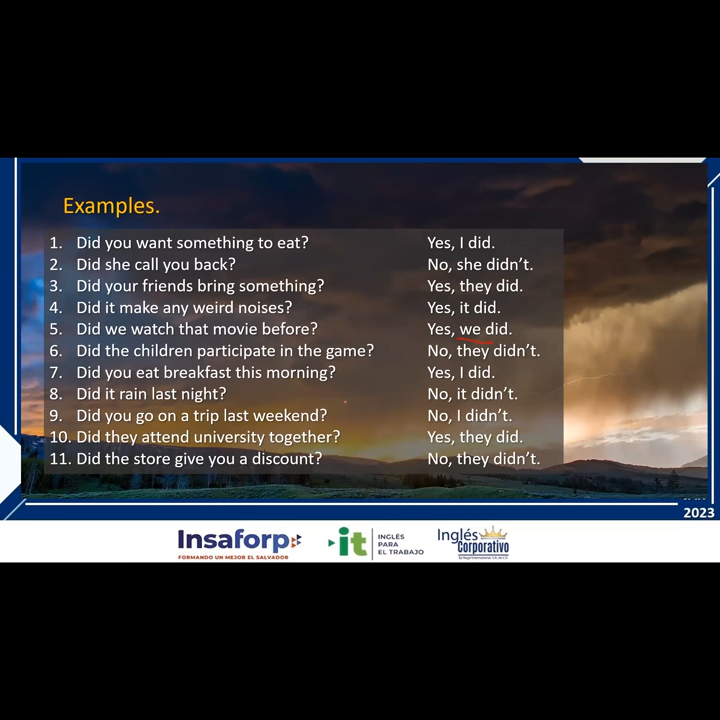 Examples.
1. Did you want something to eat? Yes, I did.
2. Did she call you back? No, she didn't.
3. Did your friends bring something? Yes, they did.
4. Did it make any weird noises? Yes, it did.
5. Did we watch that movie before? Yes, we did.
6. Did the children participate in the game? No, they didn't.
7. Did you eat breakfast this morning? Yes, I did.
8. Did it rain last night? No, it didn't.
9. Did you go on a trip last weekend? No, I didn't.
10. Did they attend university together? Yes, they did.
11. Did the store give you a discount? No, they didn't.
2023
Insaforp
FORMANDO UN MEJOR EL SALVADOR
it
INGLÉS
PARA
EL TRABAJO
Inglés
Corporativo